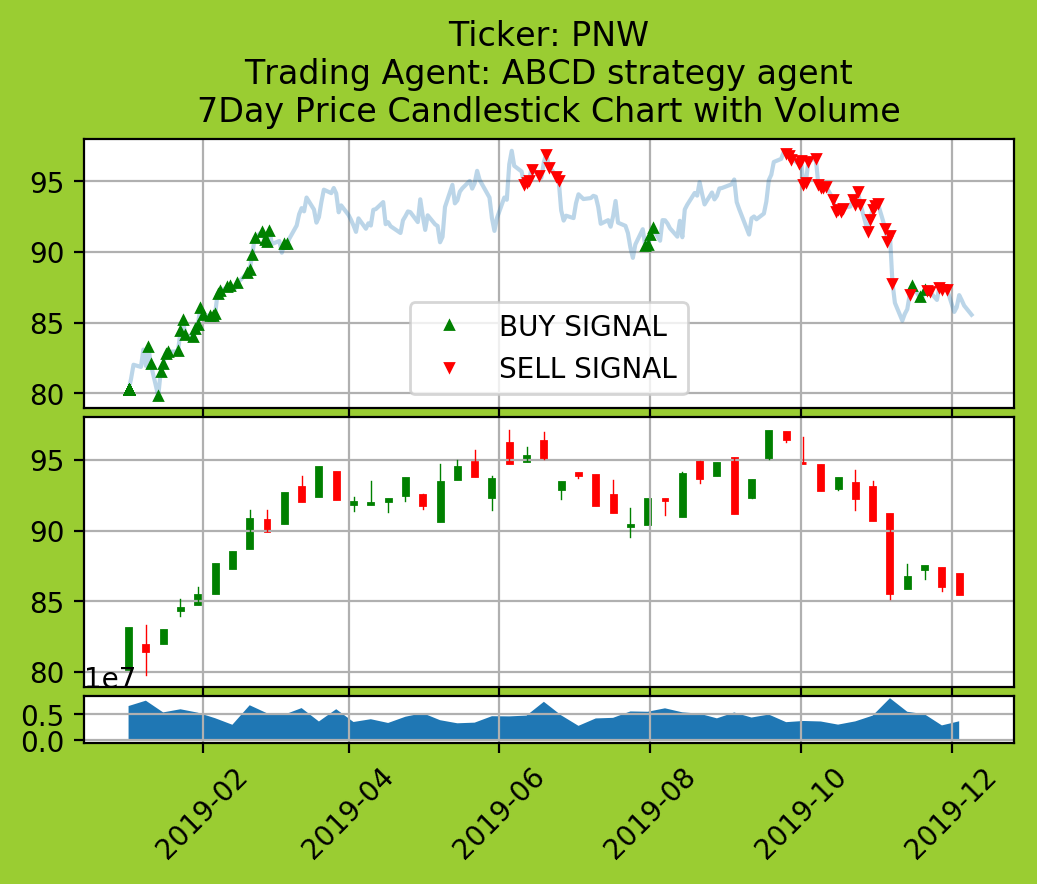 Ticker: PNW
Trading Agent: ABCD strategy agent
7Day Price Candlestick Chart with Volume
95
90
85
80
BUY SIGNAL
SELL SIGNAL
95
90
85
80
1e7
0.5
0.0
2019-02
2019-04
2019-06
2019-08
2019-10
2019-12